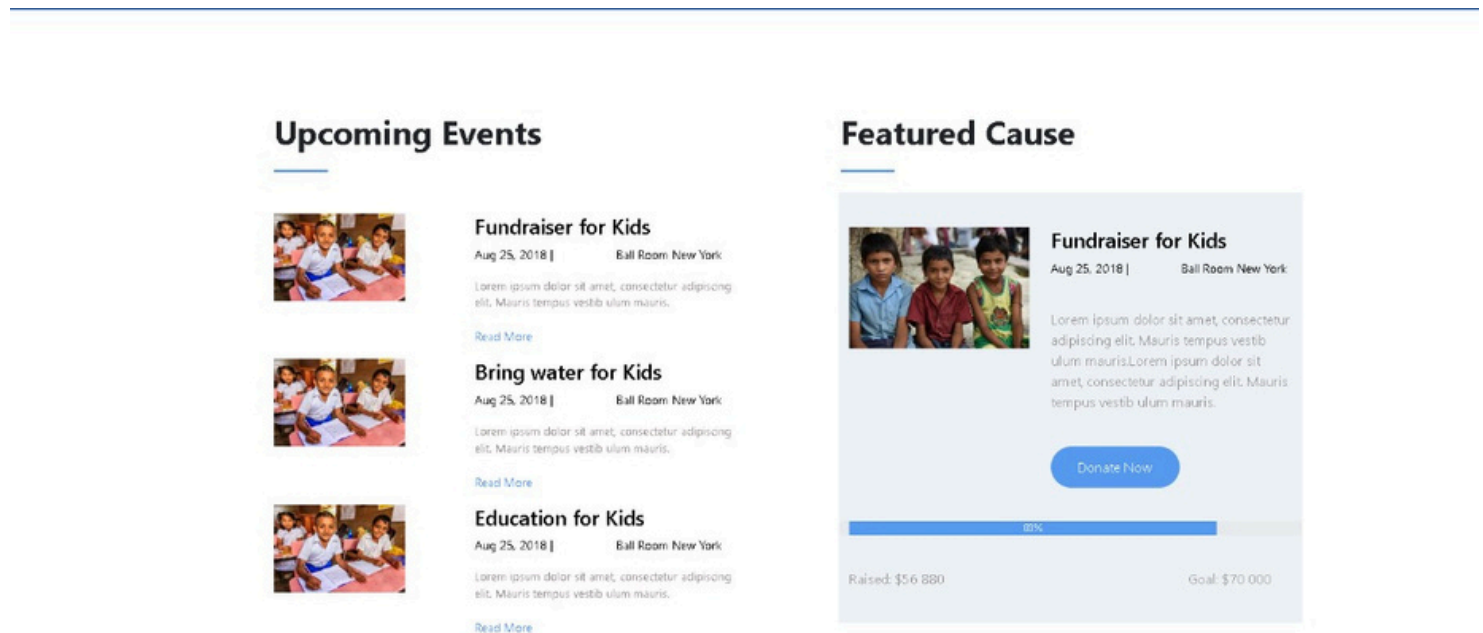 Upcoming Events
Fundraiser for Kids
Aug 25, 2018 | Ball Room New York
Lorem ipsum dolor sit amet, consectetur adipiscing
elit. Mauris tempus vestib ulum mauris.
Read More
Bring water for Kids
Aug 25, 2018 | Ball Room New York
Lorem ipsum dolor sit amet, consectetur adipiscing
elit. Mauris tempus vestib ulum mauris.
Read More
Education for Kids
Aug 25, 2018 | Ball Room New York
Lorem ipsum dolor sit amet, consectetur adipiscing
elit. Mauris tempus vestib ulum mauris.
Read More
Featured Cause
Fundraiser for Kids
Aug 25, 2018 | Ball Room New York
Lorem ipsum dolor sit amet, consectetur
adipiscing elit. Mauris tempus vestib
ulum mauris.Lorem ipsum dolor sit
amet, consectetur adipiscing elit. Mauris
tempus vestib ulum mauris.
Donate Now
Raised: $56 880
Goal: $70 000